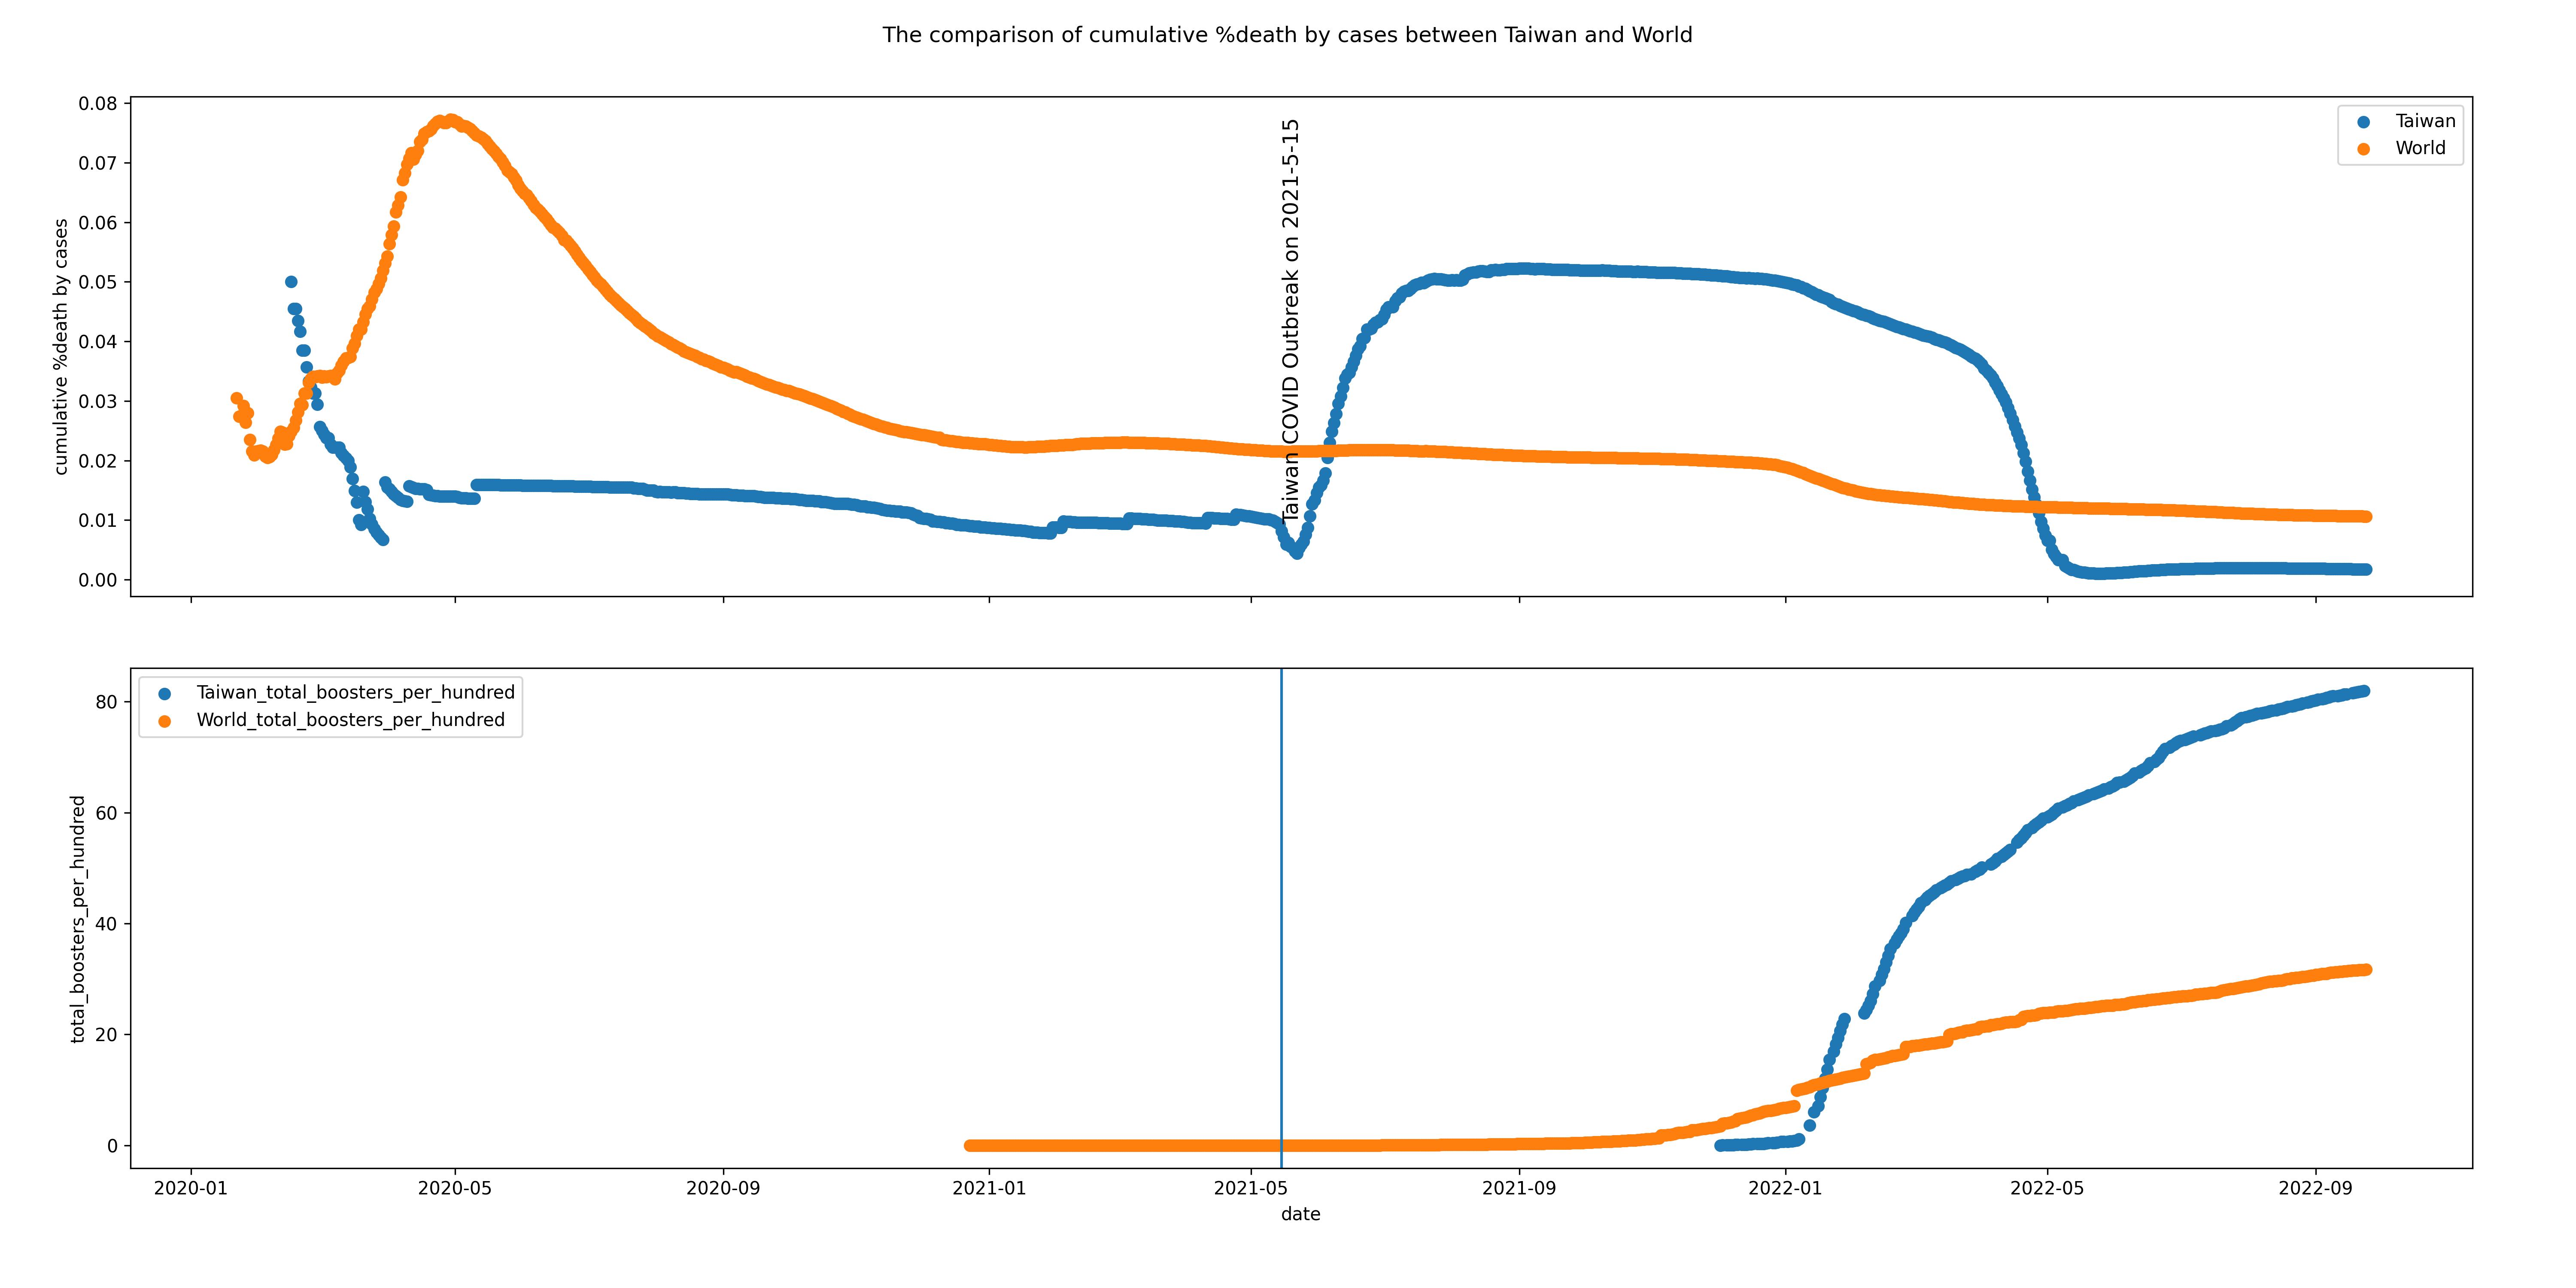 The comparison of cumulative %death by cases between Taiwan and World
0.08
0.07
0.06
0.05
0.04
0.03
0.02
0.01
0.00
cumulative %death by cases
Taiwan COVID Outbreak on 2021-5-15
Taiwan
World
80
60
40
20
0
total_boosters_per_hundred
Taiwan_total_boosters_per_hundred
World_total_boosters_per_hundred
2020-01 2020-05 2020-09 2021-01 2021-05 2021-09 2022-01 2022-05 2022-09
date